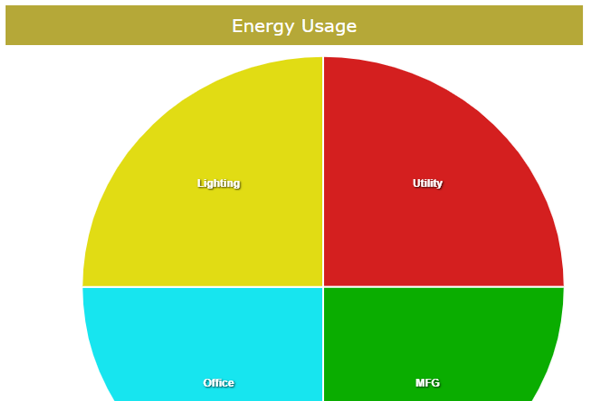 Energy Usage
Lighting
Utility
Office
MFG